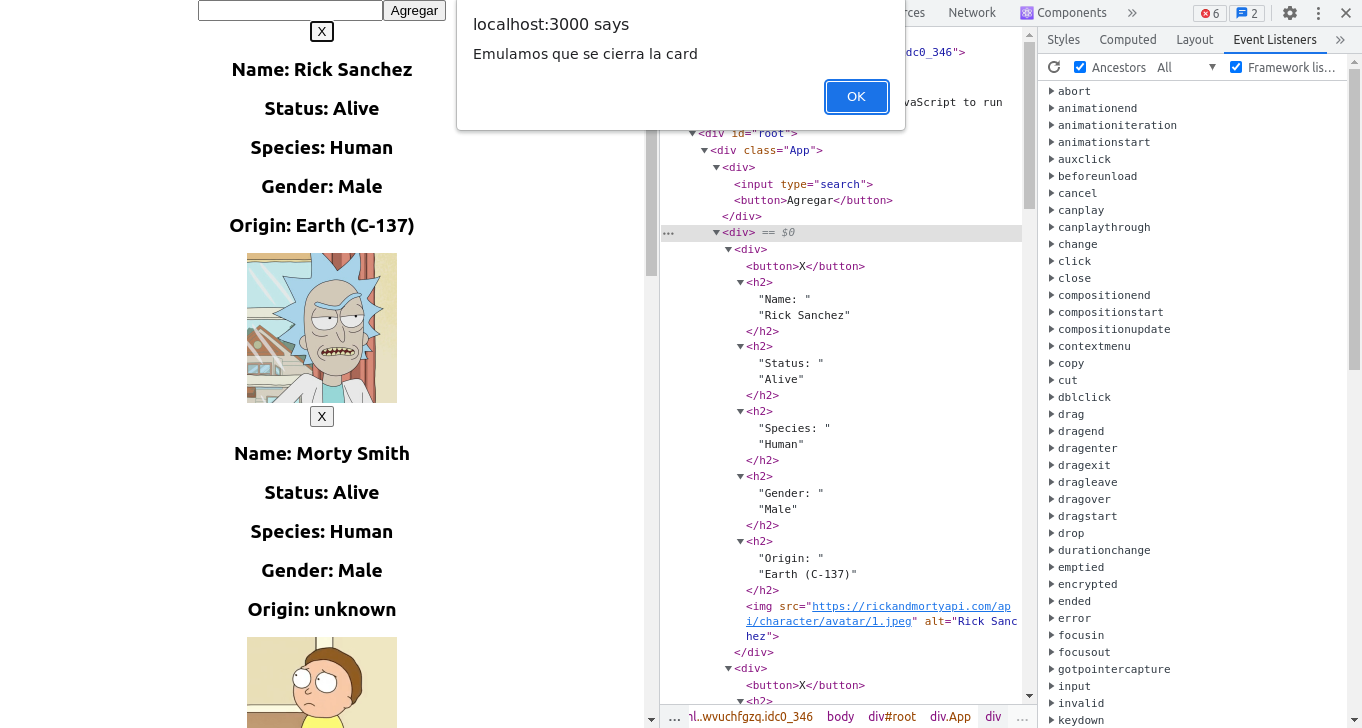 Agregar
X
Name: Rick Sanchez
Status: Alive
Species: Human
Gender: Male
Origin: Earth (C-137)
X
Name: Morty Smith
Status: Alive
Species: Human
Gender: Male
Origin: unknown
localhost:3000 says
Emulamos que se cierra la card
OK
Network
Components
»
6
2
idc0_346">
vaScript to run
<div id="root">
<div class="App">
<div>
<input type="search">
<button>Agregar</button>
</div>
… <div> == $0
<div>
<button>X</button>
<h2>
"Name: "
"Rick Sanchez"
</h2>
<h2>
"Status: "
"Alive"
</h2>
<h2>
"Species: "
"Human"
</h2>
<h2>
"Gender: "
"Male"
</h2>
<h2>
"Origin: "
"Earth (C-137)"
</h2>
<img src="https://rickandmortyapi.com/ap
i/character/avatar/1.jpeg" alt="Rick Sanc
hez">
</div>
<div>
<button>X</button>
<h2>
… nl..wvuchfgzq.idc0_346 body div#root div.App div …
Styles Computed Layout Event Listeners »
Ancestors All Framework lis…
abort
animationend
animationiteration
animationstart
auxclick
beforeunload
cancel
canplay
canplaythrough
change
click
close
compositionend
compositionstart
compositionupdate
contextmenu
copy
cut
dblclick
drag
dragend
dragenter
dragexit
dragleave
dragover
dragstart
drop
durationchange
emptied
encrypted
ended
error
focusin
focusout
gotpointercapture
input
invalid
keydown